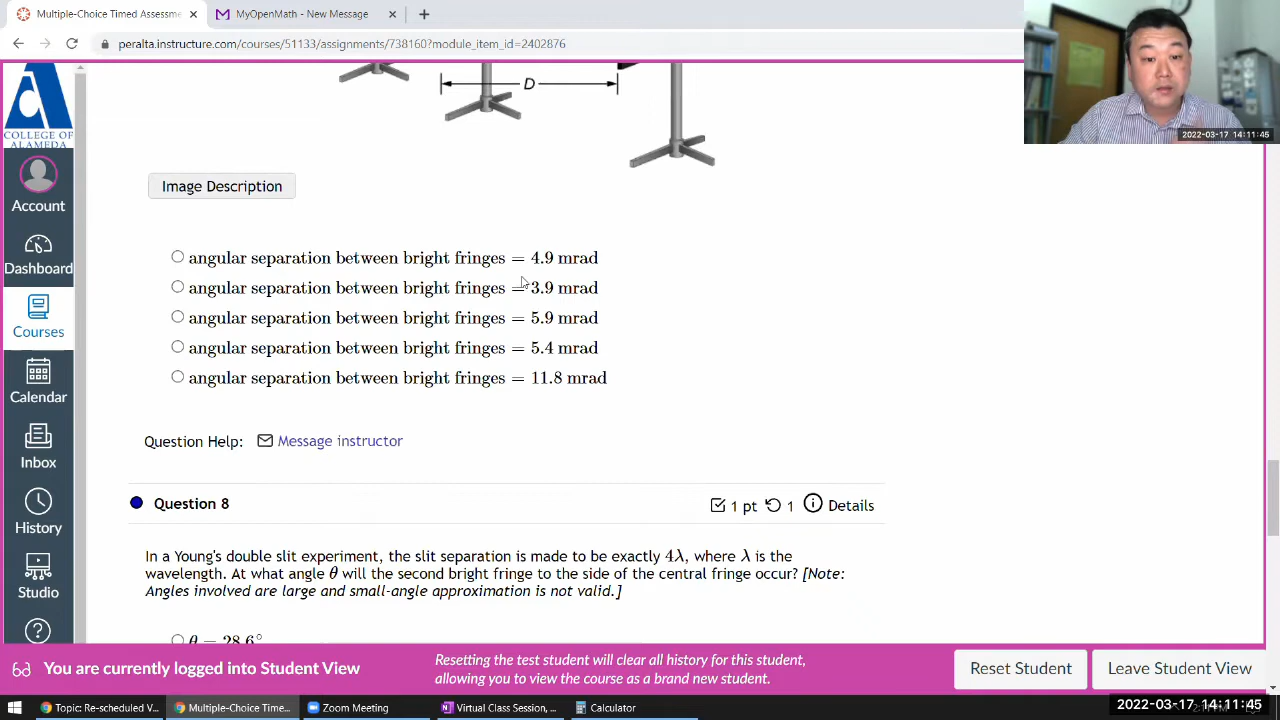 Multiple-Choice Timed Assessme
MyOpenMath - New Message
peralta.instructure.com/courses/51133/assignments/738160?module_item_id=2402876
2022-03-17 14:11:45
COLLEGE OF
ALAMEDA
Account
Dashboard
Courses
Calendar
Inbox
History
Studio
D
Image Description
angular separation between bright fringes = 4.9 mrad
angular separation between bright fringes = 3.9 mrad
angular separation between bright fringes = 5.9 mrad
angular separation between bright fringes = 5.4 mrad
angular separation between bright fringes = 11.8 mrad
Question Help: Message instructor
Question 8
1 pt 1 Details
In a Young's double slit experiment, the slit separation is made to be exactly 4λ, where λ is the
wavelength. At what angle θ will the second bright fringe to the side of the central fringe occur? [Note:
Angles involved are large and small-angle approximation is not valid.]
θ = 28.6°
You are currently logged into Student View
Resetting the test student will clear all history for this student,
allowing you to view the course as a brand new student.
Reset Student
Leave Student View
Topic: Re-scheduled V...
Multiple-Choice Time...
Zoom Meeting
Virtual Class Session, ...
Calculator
2022-03-17 14:11:45